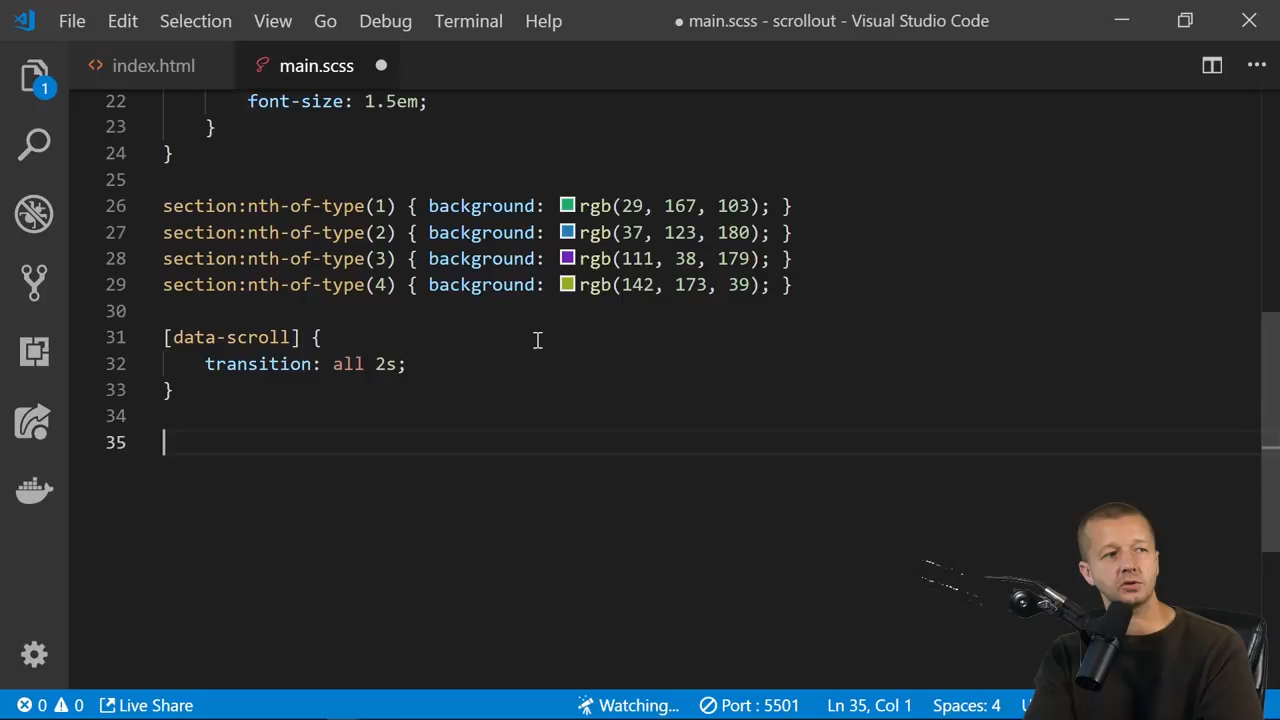 File Edit Selection View Go Debug Terminal Help ● main.scss - scrollout - Visual Studio Code
index.html main.scss
1
22 font-size: 1.5em;
23 }
24 }
25
26 section:nth-of-type(1) { background: rgb(29, 167, 103); }
27 section:nth-of-type(2) { background: rgb(37, 123, 180); }
28 section:nth-of-type(3) { background: rgb(111, 38, 179); }
29 section:nth-of-type(4) { background: rgb(142, 173, 39); }
30
31 [data-scroll] {
32 transition: all 2s;
33 }
34
35
0 0 Live Share Watching... Port : 5501 Ln 35, Col 1 Spaces: 4